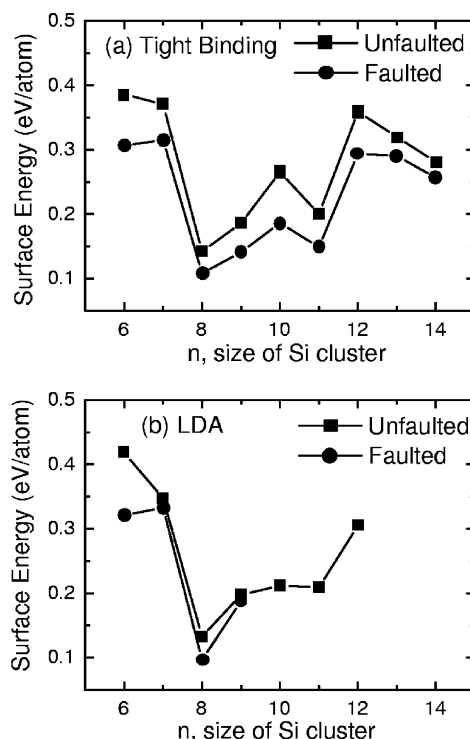 0.5
(a) Tight Binding
Unfaulted
Faulted
0.4
0.3
0.2
0.1
Surface Energy (eV/atom)
6 8 10 12 14
n, size of Si cluster
0.5
(b) LDA
Unfaulted
Faulted
0.4
0.3
0.2
0.1
Surface Energy (eV/atom)
6 8 10 12 14
n, size of Si cluster